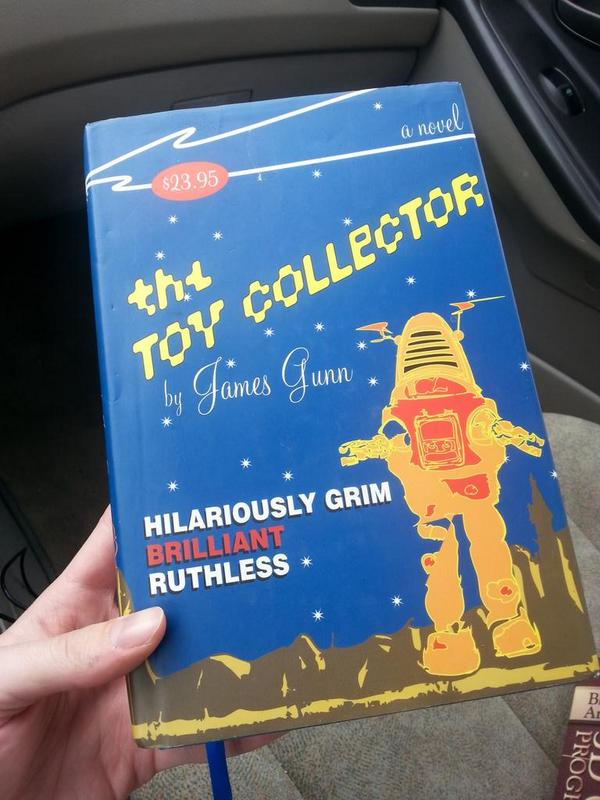 a novel
$23.95
the
TOY COLLECTOR
by James Gunn
HILARIOUSLY GRIM
BRILLIANT
RUTHLESS